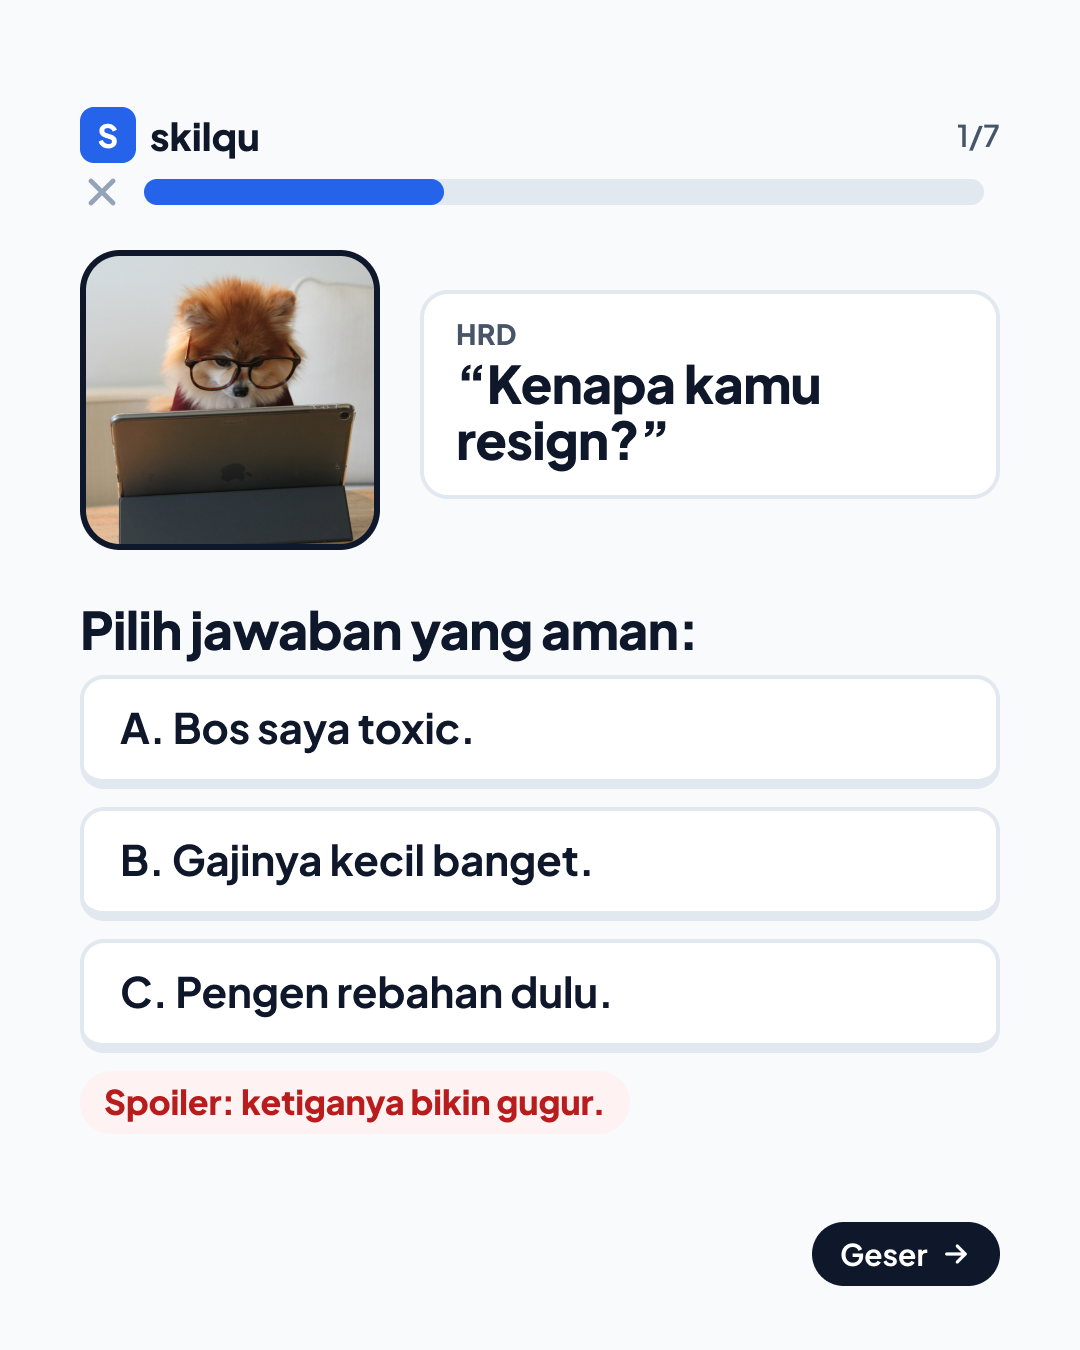 S skilqu
1/7
HRD
“Kenapa kamu
resign?”
Pilih jawaban yang aman:
A. Bos saya toxic.
B. Gajinya kecil banget.
C. Pengen rebahan dulu.
Spoiler: ketiganya bikin gugur.
Geser →